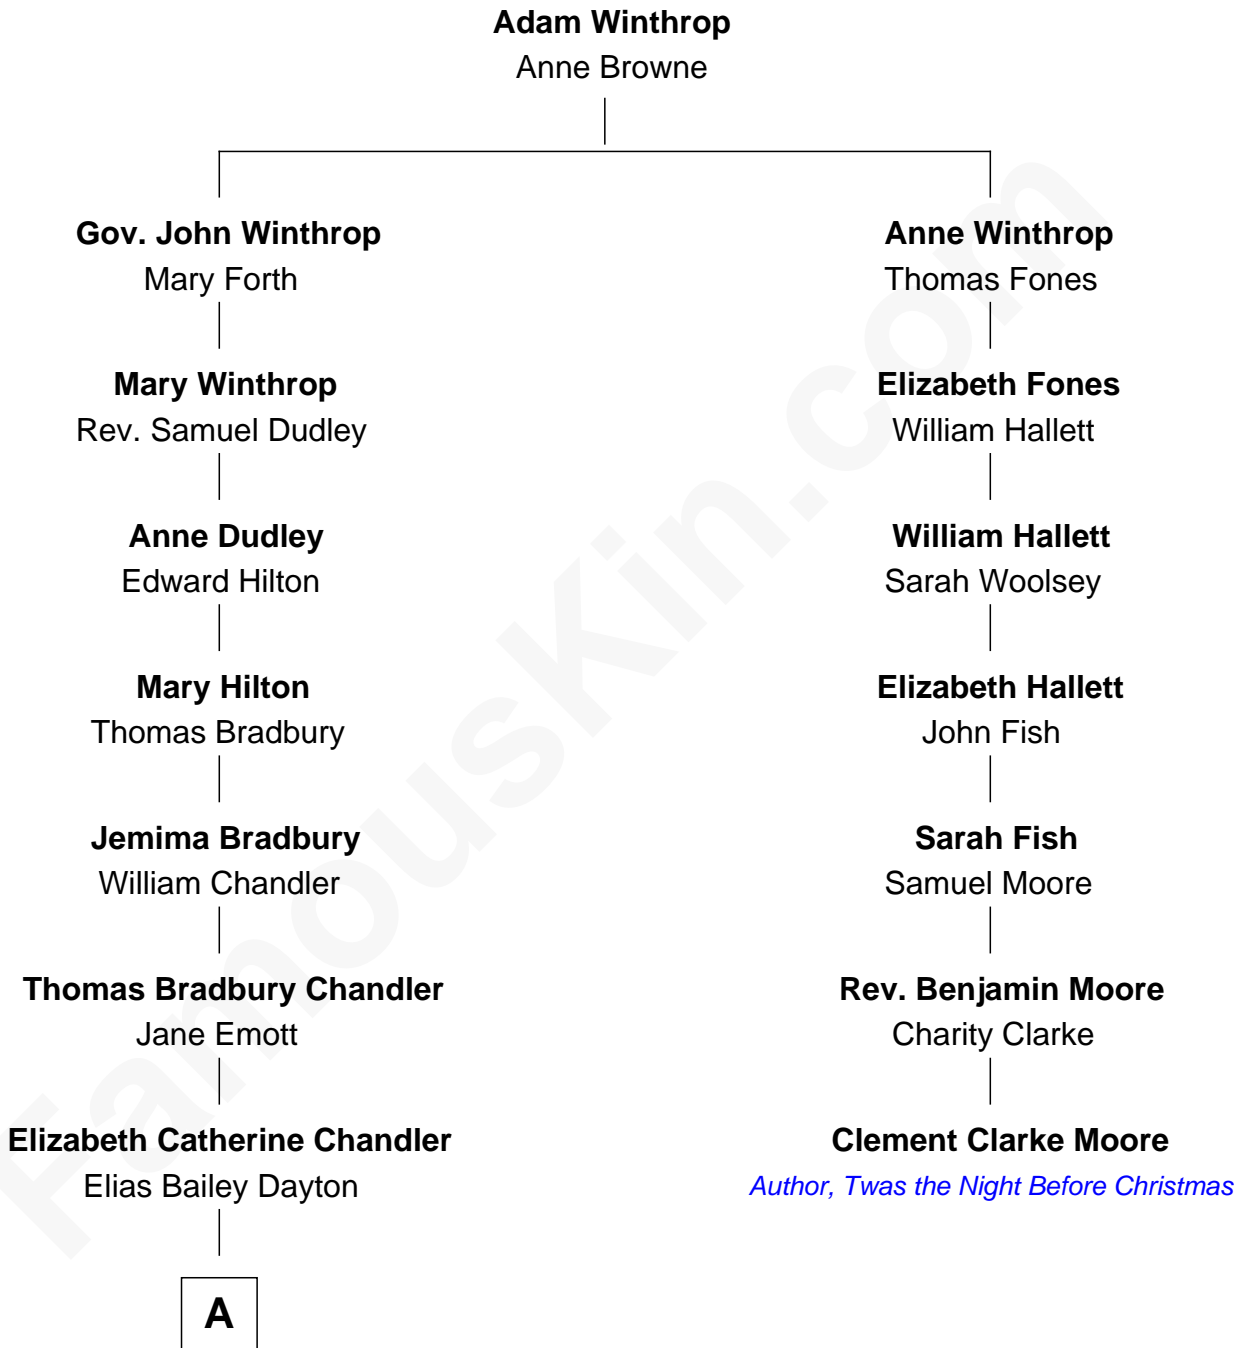 Adam Winthrop
Anne Browne
Gov. John Winthrop
Mary Forth
Anne Winthrop
Thomas Fones
Mary Winthrop
Rev. Samuel Dudley
Elizabeth Fones
William Hallett
Anne Dudley
Edward Hilton
William Hallett
Sarah Woolsey
Mary Hilton
Thomas Bradbury
Elizabeth Hallett
John Fish
Jemima Bradbury
William Chandler
Sarah Fish
Samuel Moore
Thomas Bradbury Chandler
Jane Emott
Rev. Benjamin Moore
Charity Clarke
Elizabeth Catherine Chandler
Elias Bailey Dayton
Clement Clarke Moore
Author, Twas the Night Before Christmas
A
FamousKin.com